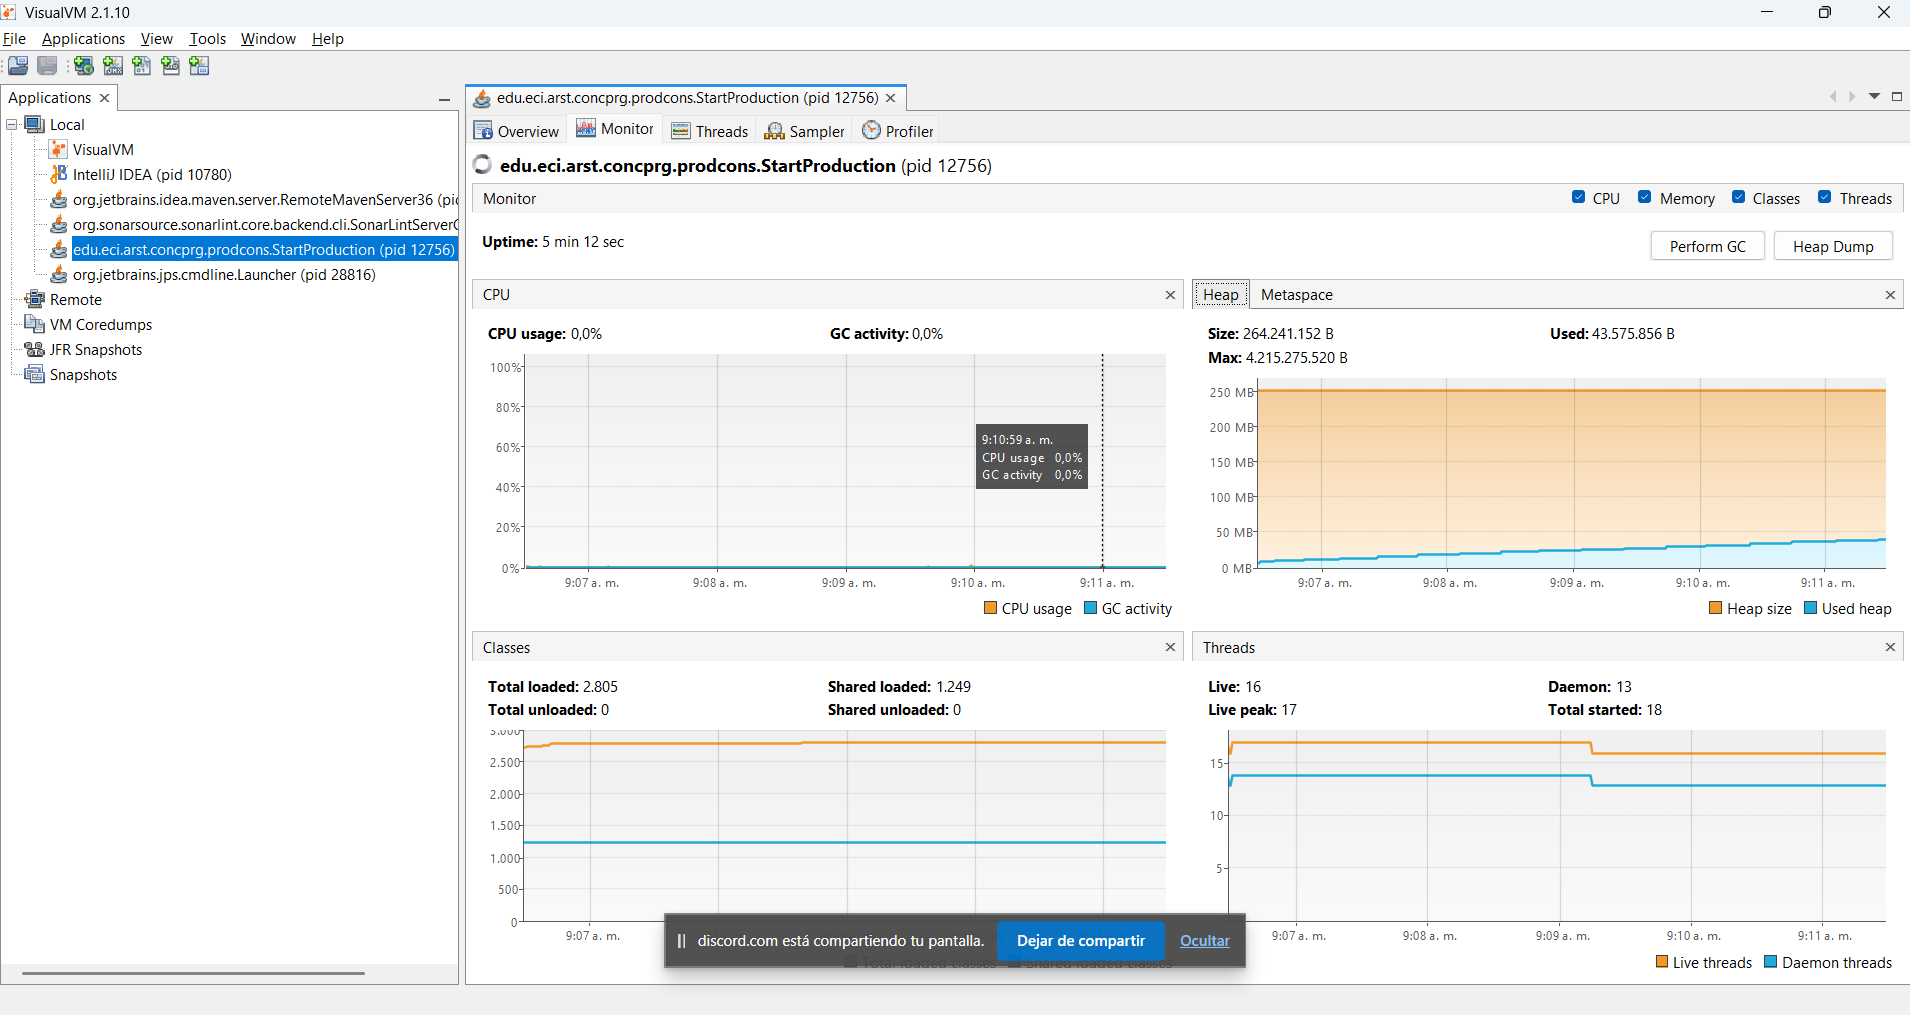 VisualVM 2.1.10
File Applications View Tools Window Help
Applications
Local
VisualVM
IntelliJ IDEA (pid 10780)
org.jetbrains.idea.maven.server.RemoteMavenServer36 (pi
org.sonarsource.sonarlint.core.backend.cli.SonarLintServer
edu.eci.arst.concprg.prodcons.StartProduction (pid 12756)
org.jetbrains.jps.cmdline.Launcher (pid 28816)
Remote
VM Coredumps
JFR Snapshots
Snapshots
edu.eci.arst.concprg.prodcons.StartProduction (pid 12756)
Overview Monitor Threads Sampler Profiler
edu.eci.arst.concprg.prodcons.StartProduction (pid 12756)
Monitor
CPU Memory Classes Threads
Uptime: 5 min 12 sec
Perform GC Heap Dump
CPU
CPU usage: 0,0% GC activity: 0,0%
100%
80%
60%
40%
20%
0%
9:10:59 a. m.
CPU usage 0,0%
GC activity 0,0%
9:07 a. m. 9:08 a. m. 9:09 a. m. 9:10 a. m. 9:11 a. m.
CPU usage GC activity
Heap Metaspace
Size: 264.241.152 B Used: 43.575.856 B
Max: 4.215.275.520 B
250 MB
200 MB
150 MB
100 MB
50 MB
0 MB
9:07 a. m. 9:08 a. m. 9:09 a. m. 9:10 a. m. 9:11 a. m.
Heap size Used heap
Classes
Total loaded: 2.805 Shared loaded: 1.249
Total unloaded: 0 Shared unloaded: 0
3.000
2.500
2.000
1.500
1.000
500
0
9:07 a. m.
Total loaded classes Shared loaded classes
Threads
Live: 16 Daemon: 13
Live peak: 17 Total started: 18
15
10
5
9:07 a. m. 9:08 a. m. 9:09 a. m. 9:10 a. m. 9:11 a. m.
Live threads Daemon threads
discord.com está compartiendo tu pantalla. Dejar de compartir Ocultar